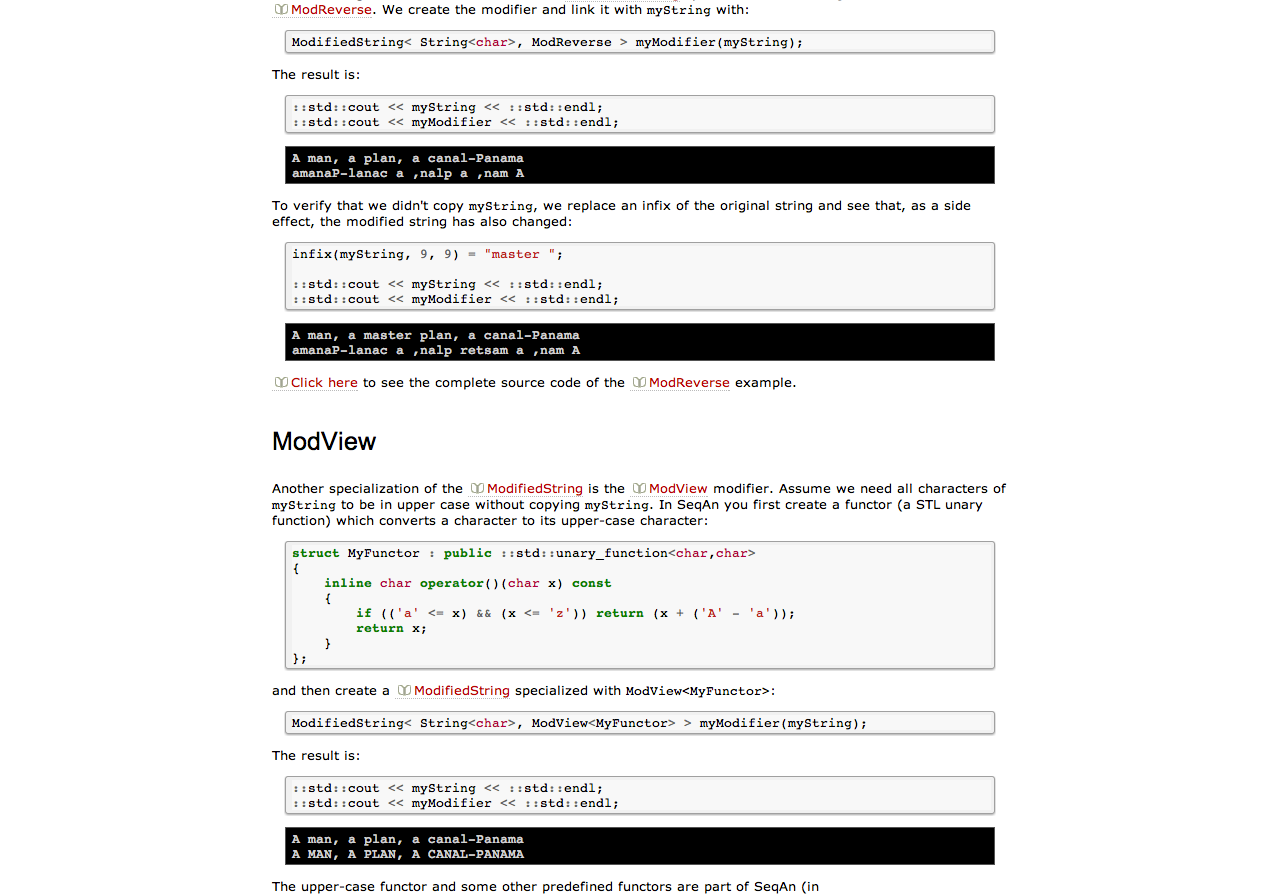 ModReverse. We create the modifier and link it with myString with:
ModifiedString< String<char>, ModReverse > myModifier(myString);
The result is:
::std::cout << myString << ::std::endl;
::std::cout << myModifier << ::std::endl;
A man, a plan, a canal-Panama
amanaP-lanac a ,nalp a ,nam A
To verify that we didn't copy myString, we replace an infix of the original string and see that, as a side
effect, the modified string has also changed:
infix(myString, 9, 9) = "master ";
::std::cout << myString << ::std::endl;
::std::cout << myModifier << ::std::endl;
A man, a master plan, a canal-Panama
amanaP-lanac a ,nalp retsam a ,nam A
Click here to see the complete source code of the ModReverse example.
ModView
Another specialization of the ModifiedString is the ModView modifier. Assume we need all characters of
myString to be in upper case without copying myString. In SeqAn you first create a functor (a STL unary
function) which converts a character to its upper-case character:
struct MyFunctor : public ::std::unary_function<char,char>
{
    inline char operator()(char x) const
    {
        if (('a' <= x) && (x <= 'z')) return (x + ('A' - 'a'));
        return x;
    }
};
and then create a ModifiedString specialized with ModView<MyFunctor>:
ModifiedString< String<char>, ModView<MyFunctor> > myModifier(myString);
The result is:
::std::cout << myString << ::std::endl;
::std::cout << myModifier << ::std::endl;
A man, a plan, a canal-Panama
A MAN, A PLAN, A CANAL-PANAMA
The upper-case functor and some other predefined functors are part of SeqAn (in